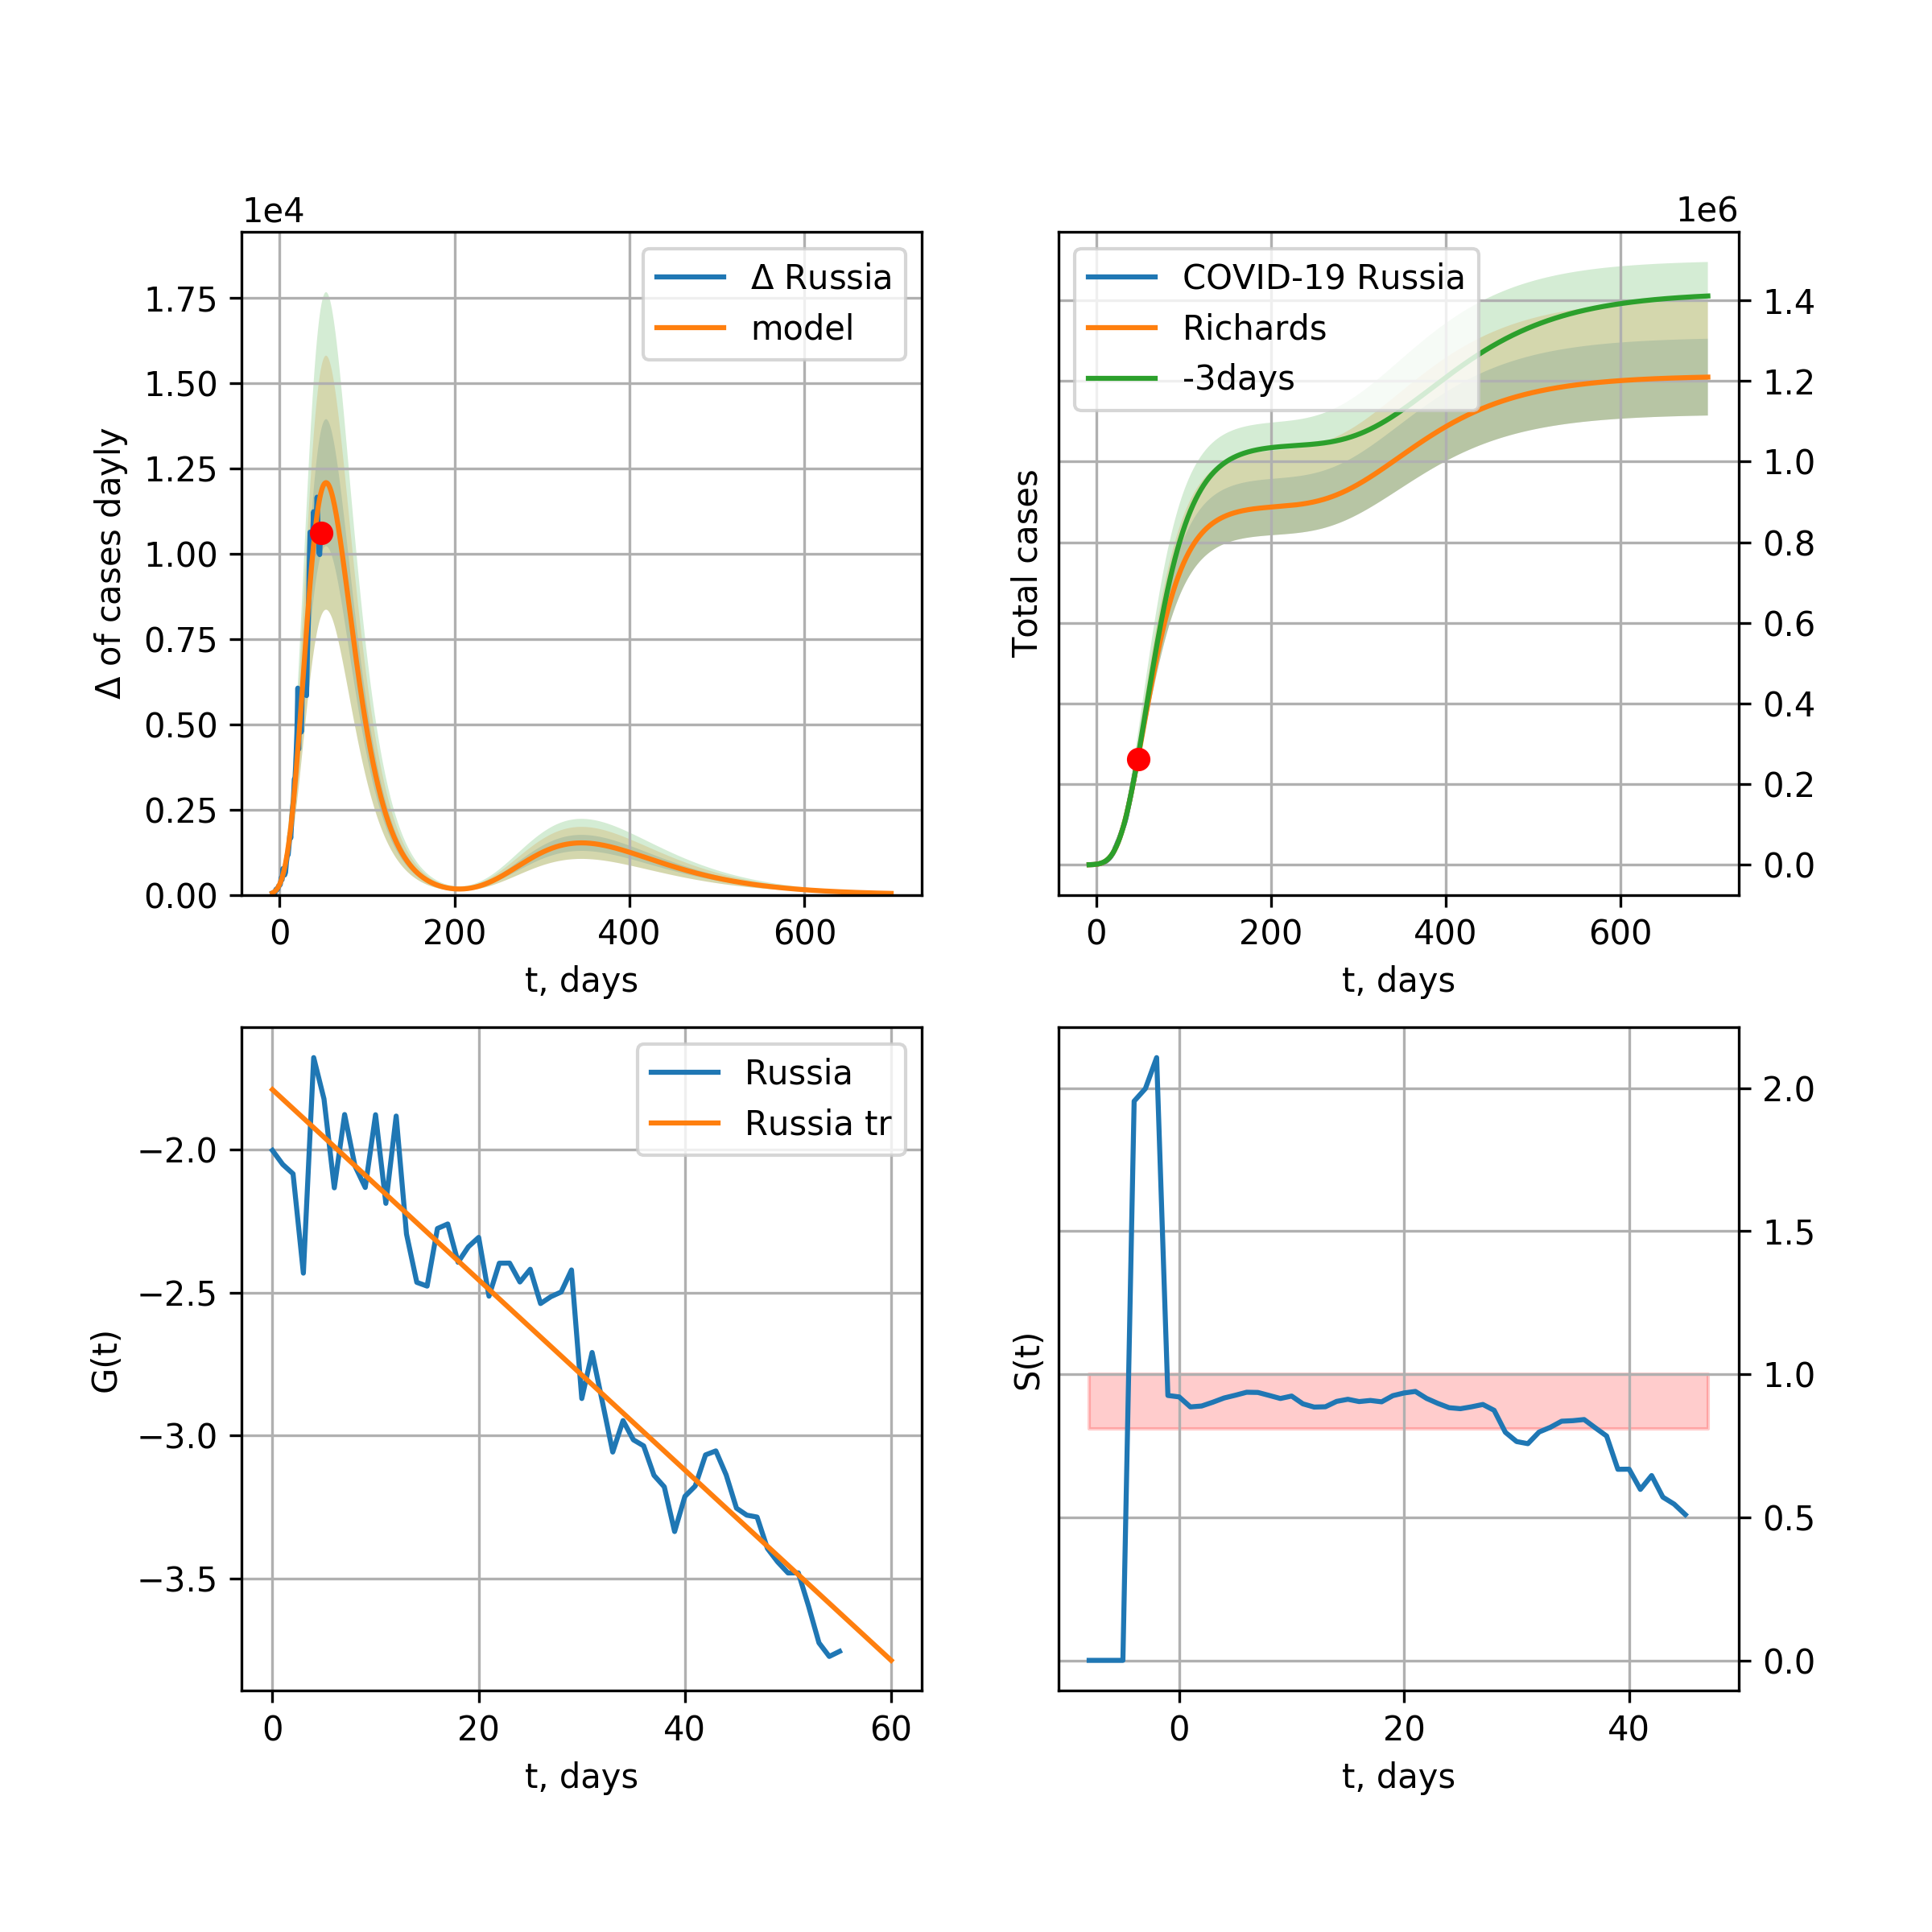 1e4
Δ of cases dayly
1.75
1.50
1.25
1.00
0.75
0.50
0.25
0.00
0 200 400 600
t, days
Δ Russia
model
1e6
Total cases
1.4
1.2
1.0
0.8
0.6
0.4
0.2
0.0
0 200 400 600
t, days
COVID-19 Russia
Richards
-3days
G(t)
−2.0
−2.5
−3.0
−3.5
0 20 40 60
t, days
Russia
Russia tr
S(t)
2.0
1.5
1.0
0.5
0.0
0 20 40
t, days